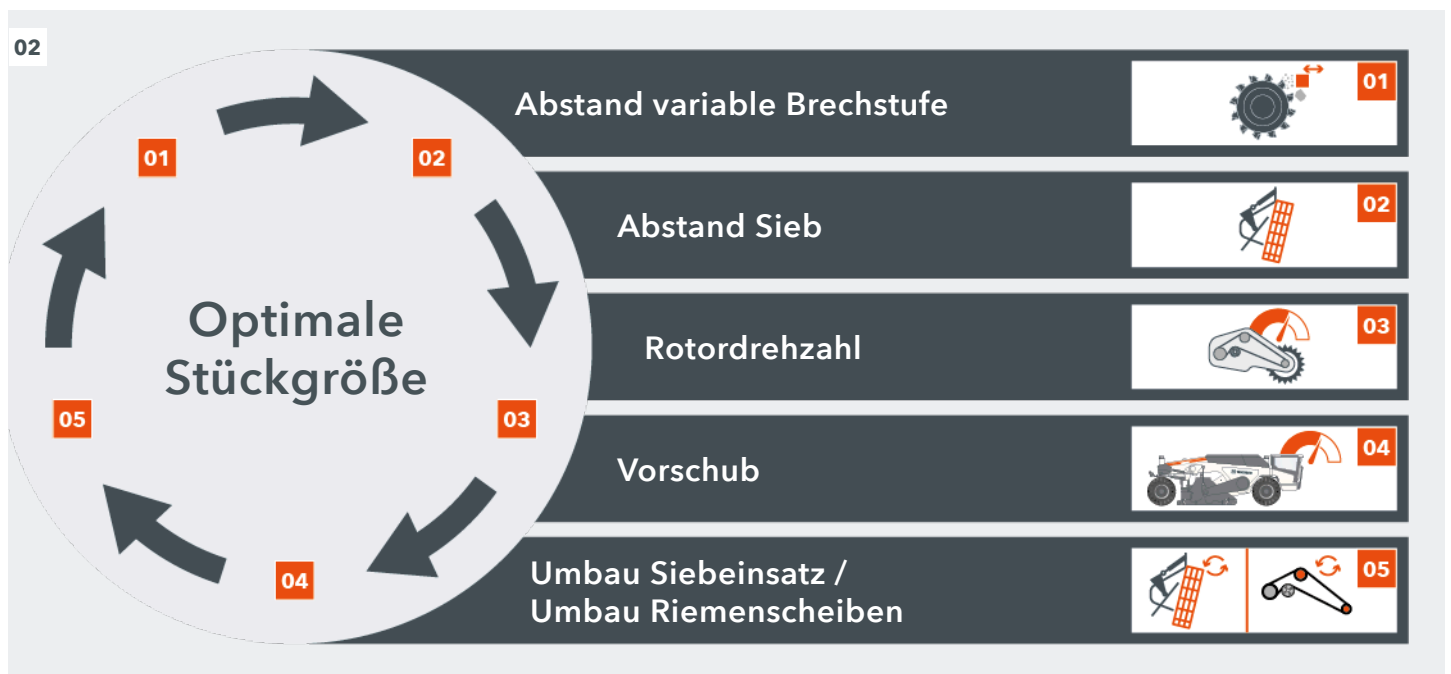 02
01
02
03
04
05
Optimale
Stückgröße
Abstand variable Brechstufe
01
Abstand Sieb
02
Rotordrehzahl
03
Vorschub
04
Umbau Siebeinsatz /
Umbau Riemenscheiben
05